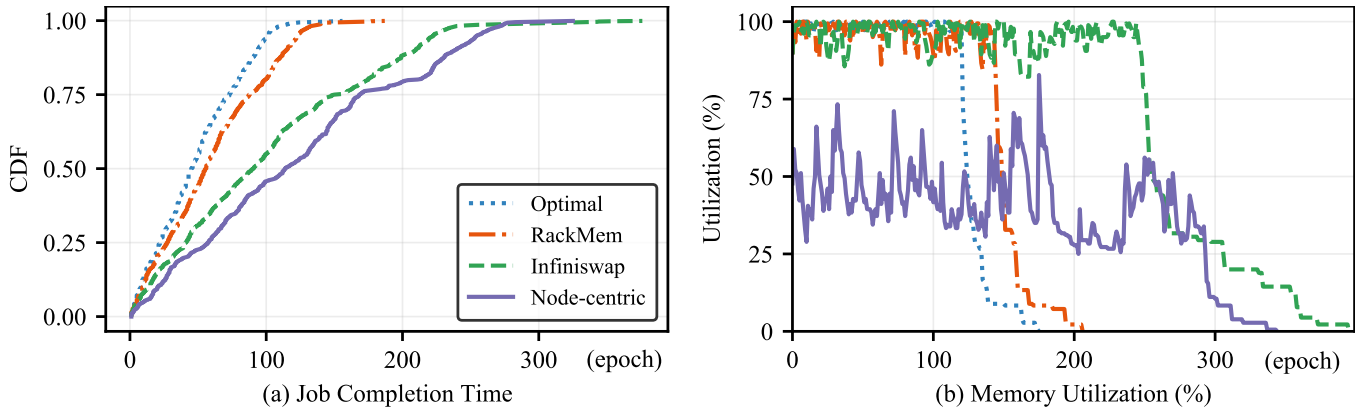 CDF
1.00
0.75
0.50
0.25
0.00
Optimal
RackMem
Infiniswap
Node-centric
0
100
200
300
(epoch)
(a) Job Completion Time
Utilization (%)
100
75
50
25
0
0
100
200
300
(epoch)
(b) Memory Utilization (%)